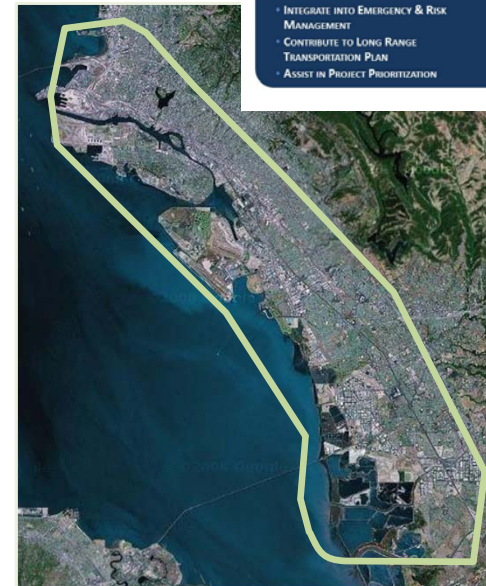 • INTEGRATE INTO EMERGENCY & RISK
MANAGEMENT
• CONTRIBUTE TO LONG RANGE
TRANSPORTATION PLAN
• ASSIST IN PROJECT PRIORITIZATION